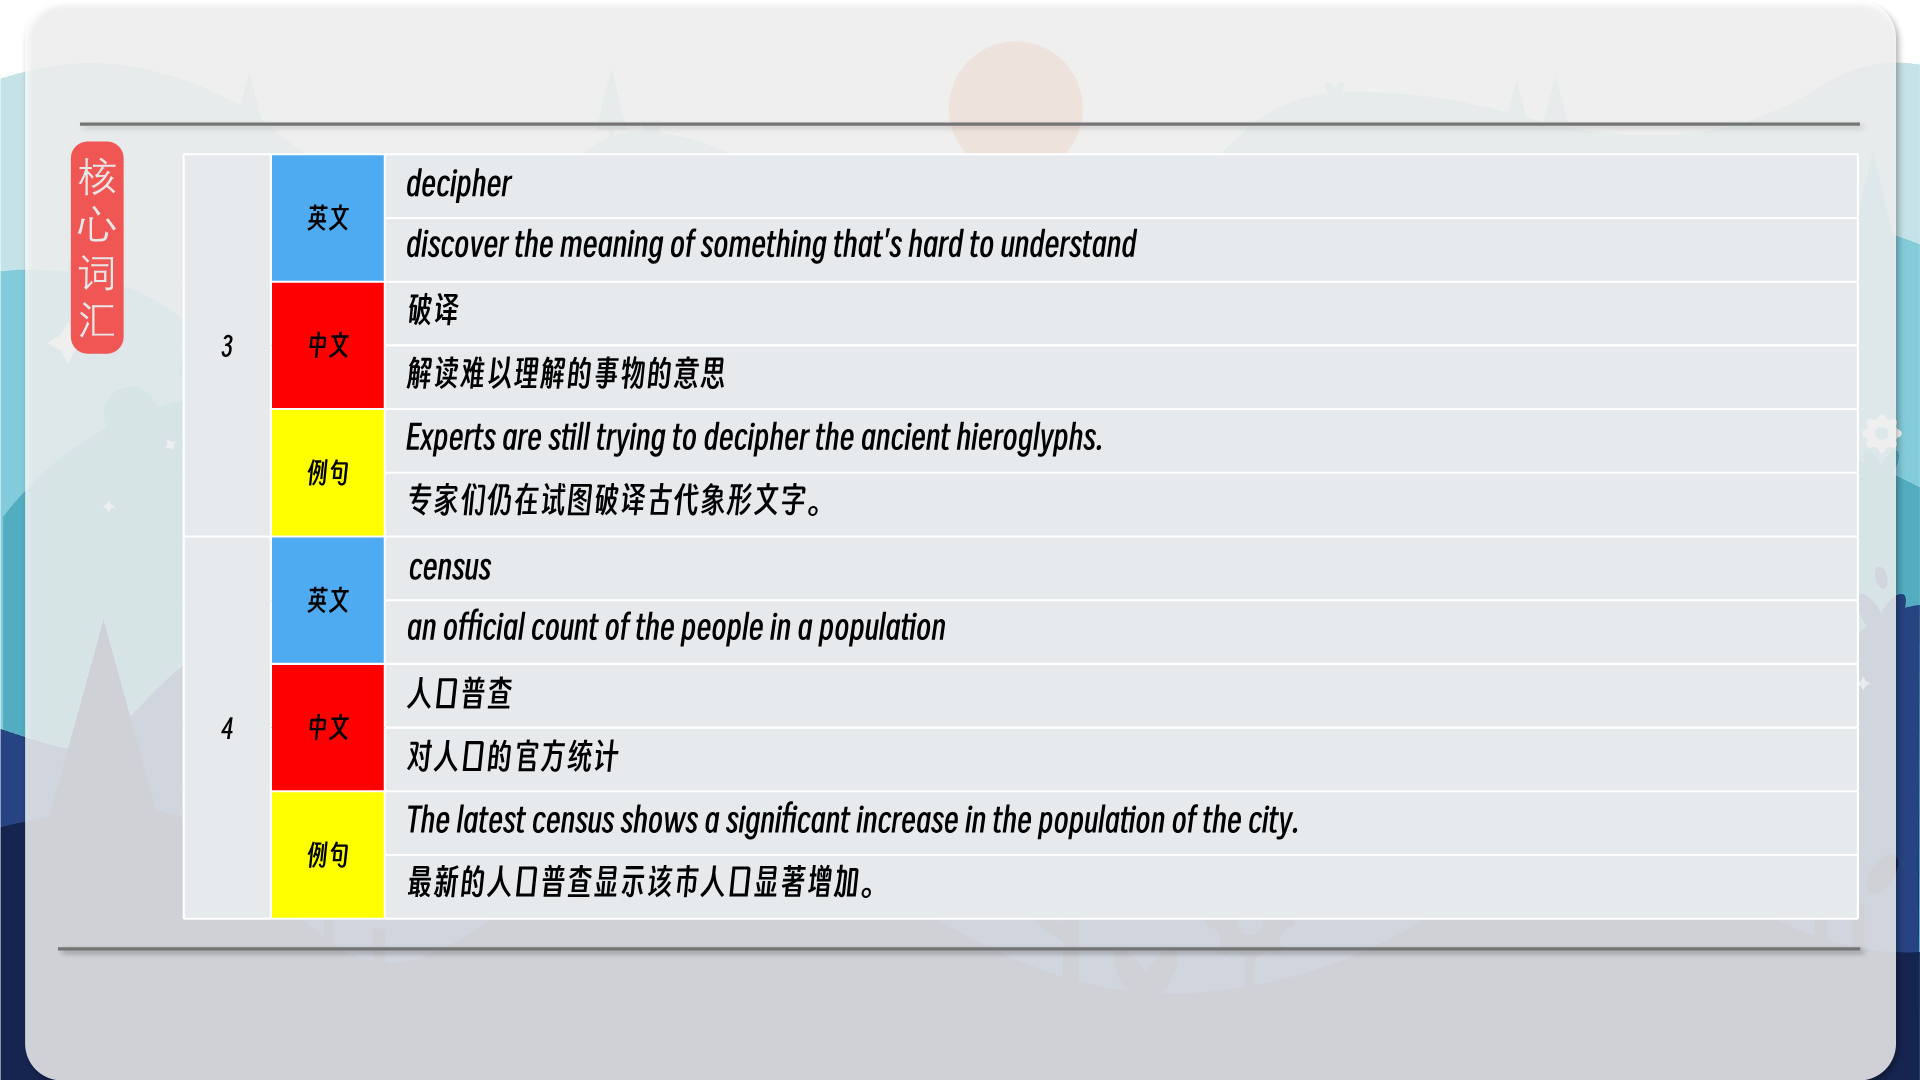 核心词汇
3
英文
decipher
discover the meaning of something that's hard to understand
中文
破译
解读难以理解的事物的意思
例句
Experts are still trying to decipher the ancient hieroglyphs.
专家们仍在试图破译古代象形文字。
4
英文
census
an official count of the people in a population
中文
人口普查
对人口的官方统计
例句
The latest census shows a significant increase in the population of the city.
最新的人口普查显示该市人口显著增加。